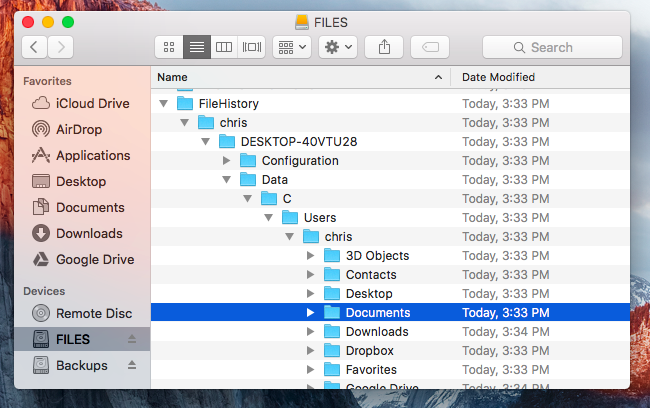 FILES
Search
Favorites
iCloud Drive
AirDrop
Applications
Desktop
Documents
Downloads
Google Drive
Devices
Remote Disc
FILES
Backups
Name Date Modified
FileHistory Today, 3:33 PM
chris Today, 3:33 PM
DESKTOP-40VTU28 Today, 3:33 PM
Configuration Today, 3:33 PM
Data Today, 3:33 PM
C Today, 3:33 PM
Users Today, 3:33 PM
chris Today, 3:33 PM
3D Objects Today, 3:33 PM
Contacts Today, 3:33 PM
Desktop Today, 3:33 PM
Documents Today, 3:33 PM
Downloads Today, 3:34 PM
Dropbox Today, 3:33 PM
Favorites Today, 3:33 PM
Google Drive Today, 3:34 PM